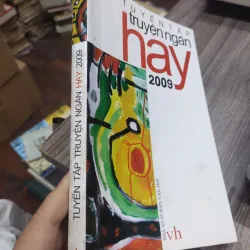 TUYỂN TẬP
truyện ngắn
hay
2009
TUYỂN TẬP TRUYỆN NGẮN HAY 2009
vh